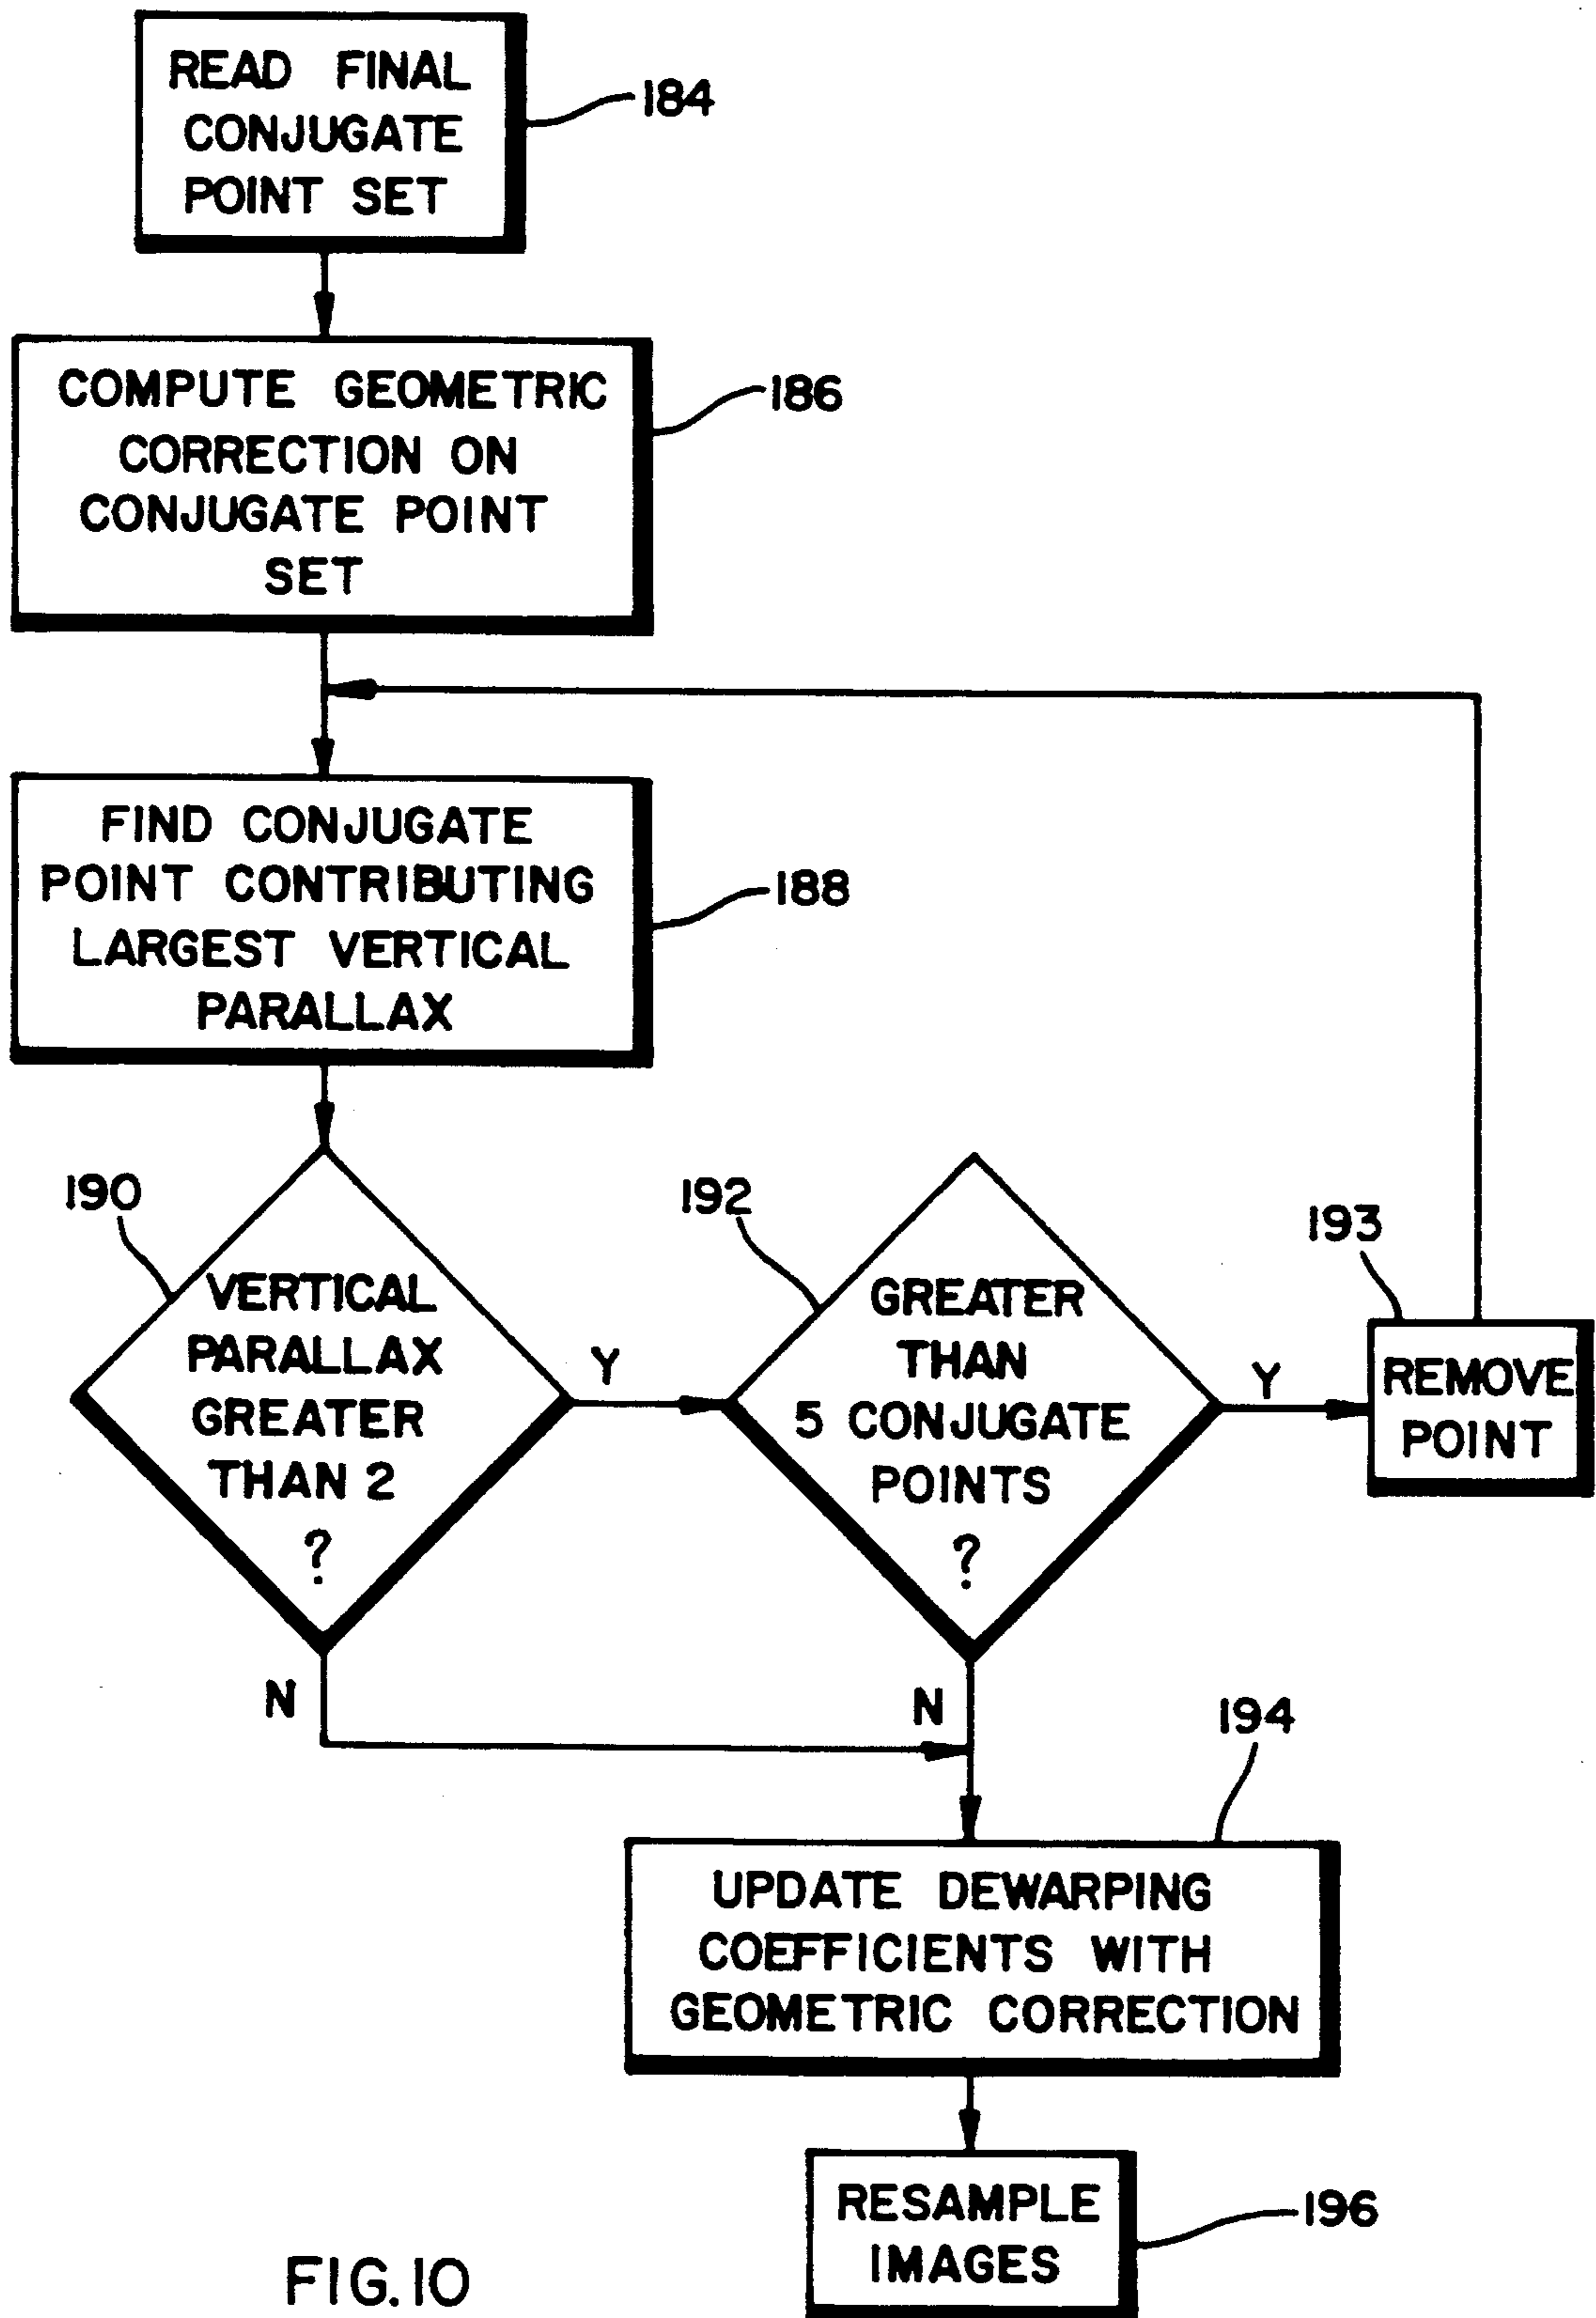 READ FINAL
CONJUGATE
POINT SET
184
COMPUTE GEOMETRIC
CORRECTION ON
CONJUGATE POINT
SET
186
FIND CONJUGATE
POINT CONTRIBUTING
LARGEST VERTICAL
PARALLAX
188
190
VERTICAL
PARALLAX
GREATER
THAN 2
?
Y
N
192
GREATER
THAN
5 CONJUGATE
POINTS
?
Y
N
193
REMOVE
POINT
194
UPDATE DEWARPING
COEFFICIENTS WITH
GEOMETRIC CORRECTION
RESAMPLE
IMAGES
196
FIG. 10